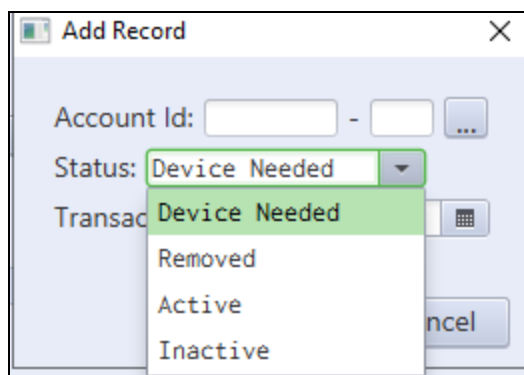 Add Record
Account Id: - ...
Status: Device Needed
Transac Device Needed
Removed
Active
ncel
Inactive